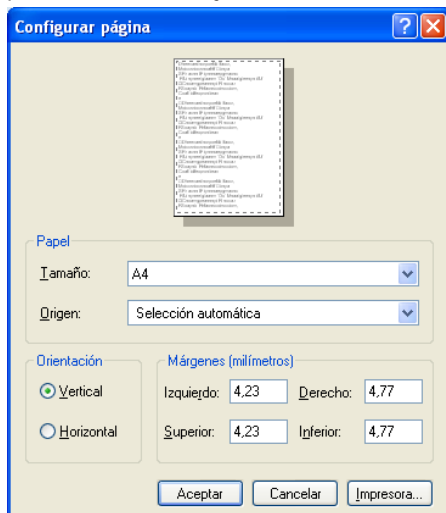 Configurar página
Papel
Tamaño: A4
Origen: Selección automática
Orientación
Vertical
Horizontal
Márgenes (milímetros)
Izquierdo: 4,23 Derecho: 4,77
Superior: 4,23 Inferior: 4,77
Aceptar Cancelar Impresora...